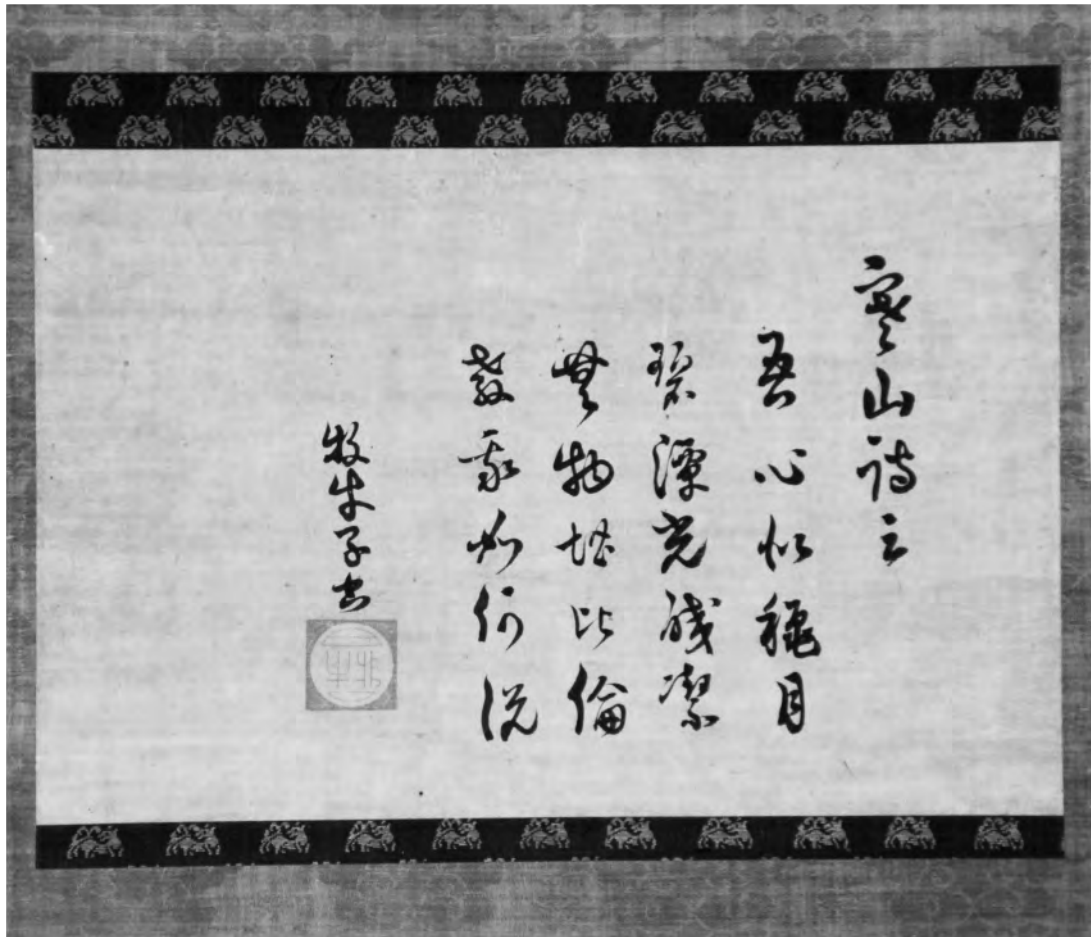 寒山詩云
吾心似穐月
碧潭光皎潔
無物堪比倫
教我如何説
牧牛子書